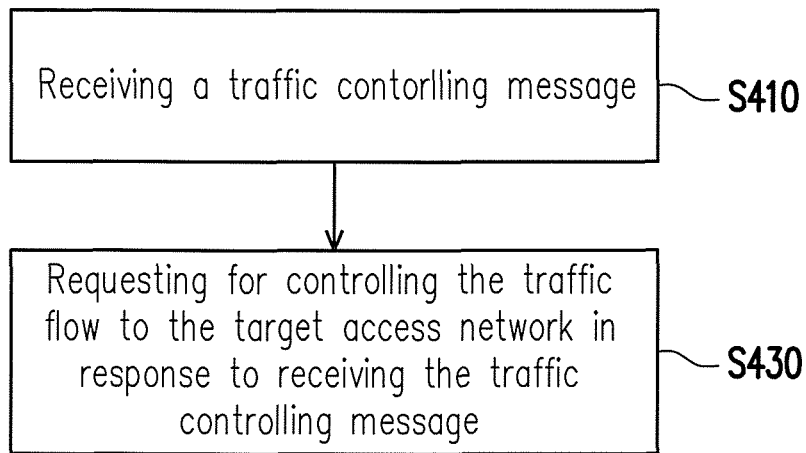 Receiving a traffic contorlling message
S410
Requesting for controlling the traffic
flow to the target access network in
response to receiving the traffic
controlling message
S430